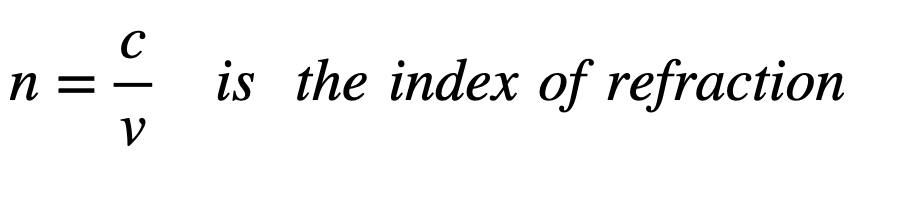 n = c/v is the index of refraction